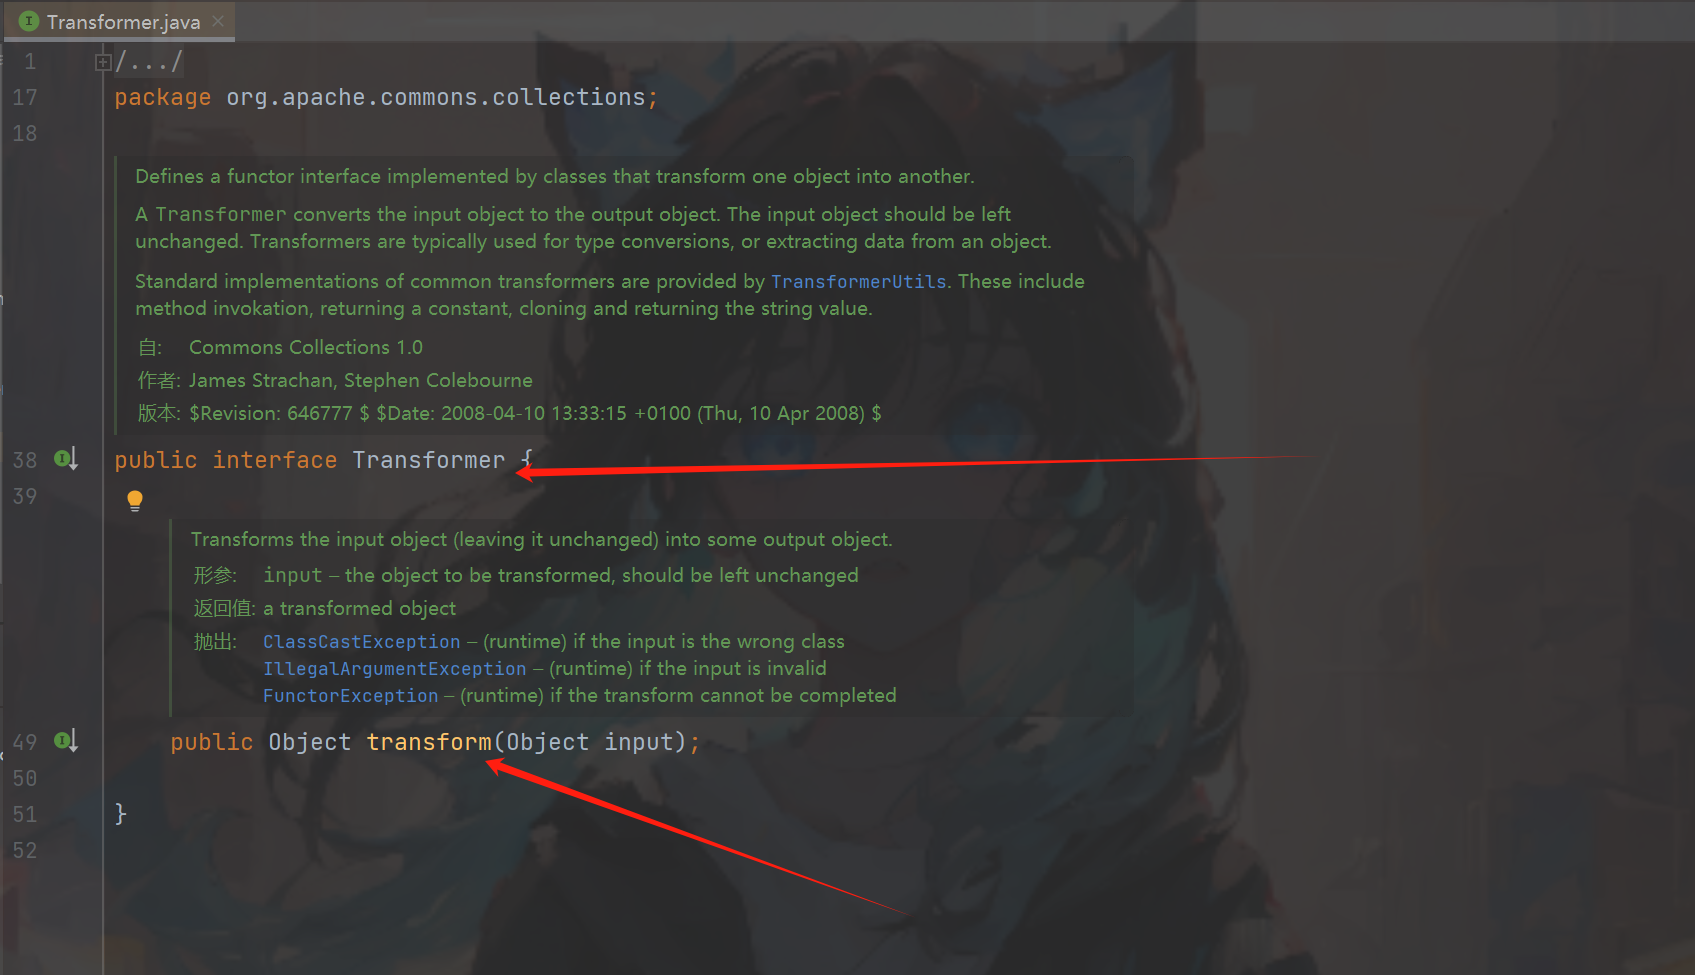 Transformer.java
1 /.../
17 package org.apache.commons.collections;
18
Defines a functor interface implemented by classes that transform one object into another.
A Transformer converts the input object to the output object. The input object should be left
unchanged. Transformers are typically used for type conversions, or extracting data from an object.
Standard implementations of common transformers are provided by TransformerUtils. These include
method invokation, returning a constant, cloning and returning the string value.
自: Commons Collections 1.0
作者: James Strachan, Stephen Colebourne
版本: $Revision: 646777 $ $Date: 2008-04-10 13:33:15 +0100 (Thu, 10 Apr 2008) $
38 public interface Transformer {
39
Transforms the input object (leaving it unchanged) into some output object.
形参: input – the object to be transformed, should be left unchanged
返回值: a transformed object
抛出: ClassCastException – (runtime) if the input is the wrong class
IllegalArgumentException – (runtime) if the input is invalid
FunctorException – (runtime) if the transform cannot be completed
49 public Object transform(Object input);
50
51 }
52